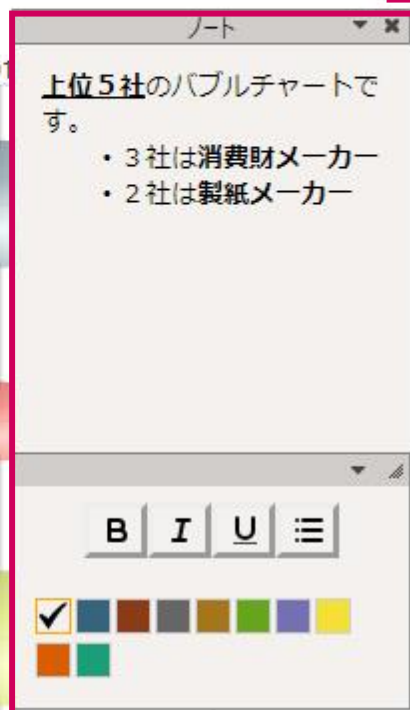 ノート
上位５社のバブルチャートで
す。
・３社は消費財メーカー
・２社は製紙メーカー
B I U